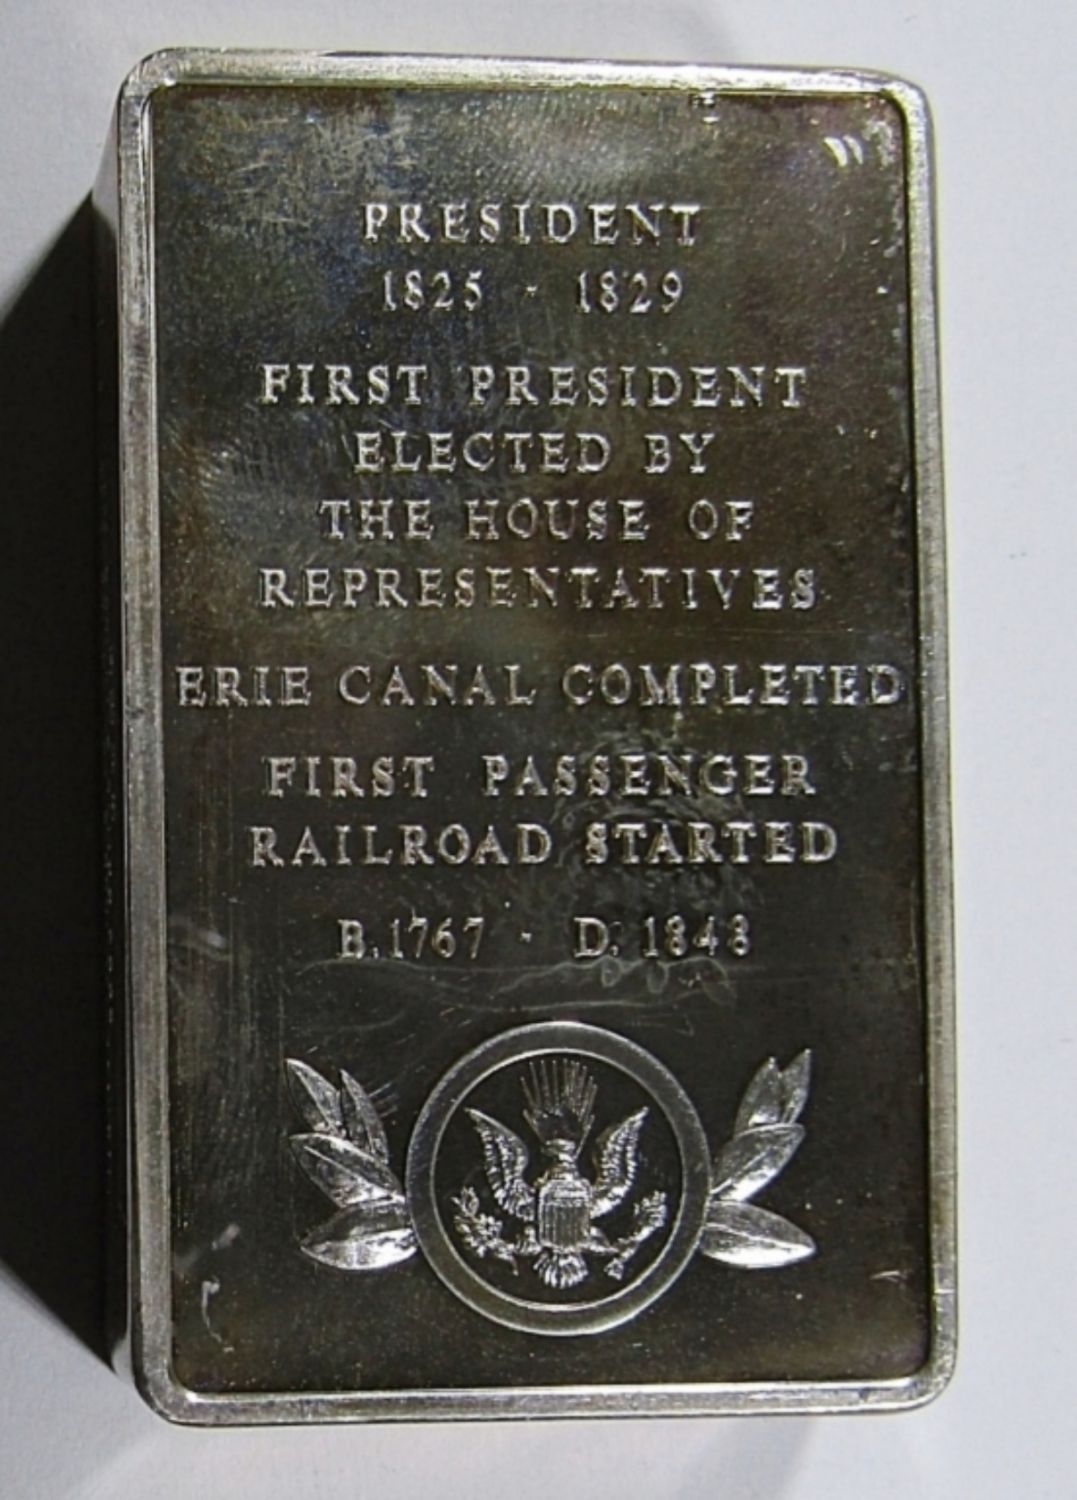 PRESIDENT
1825 - 1829
FIRST PRESIDENT
ELECTED BY
THE HOUSE OF
REPRESENTATIVES
ERIE CANAL COMPLETED
FIRST PASSENGER
RAILROAD STARTED
B. 1767 - D. 1848